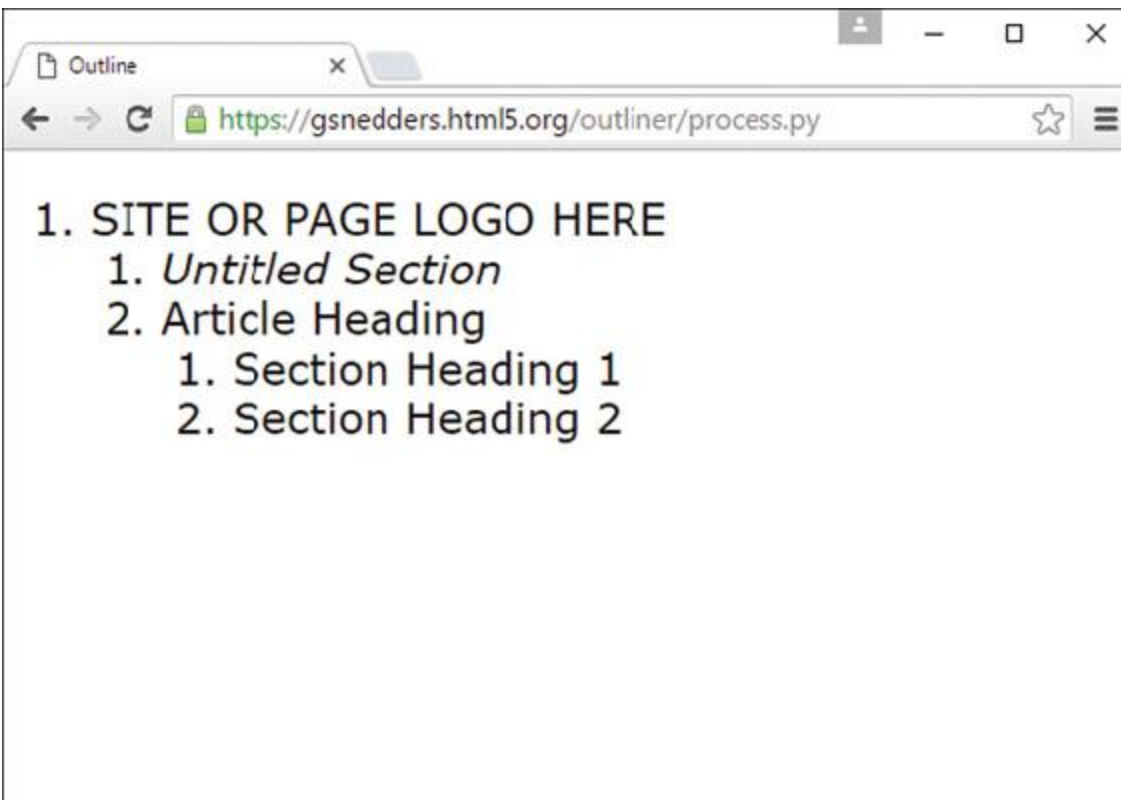 Outline
https://gsnedders.html5.org/outliner/process.py
1. SITE OR PAGE LOGO HERE
1. Untitled Section
2. Article Heading
1. Section Heading 1
2. Section Heading 2